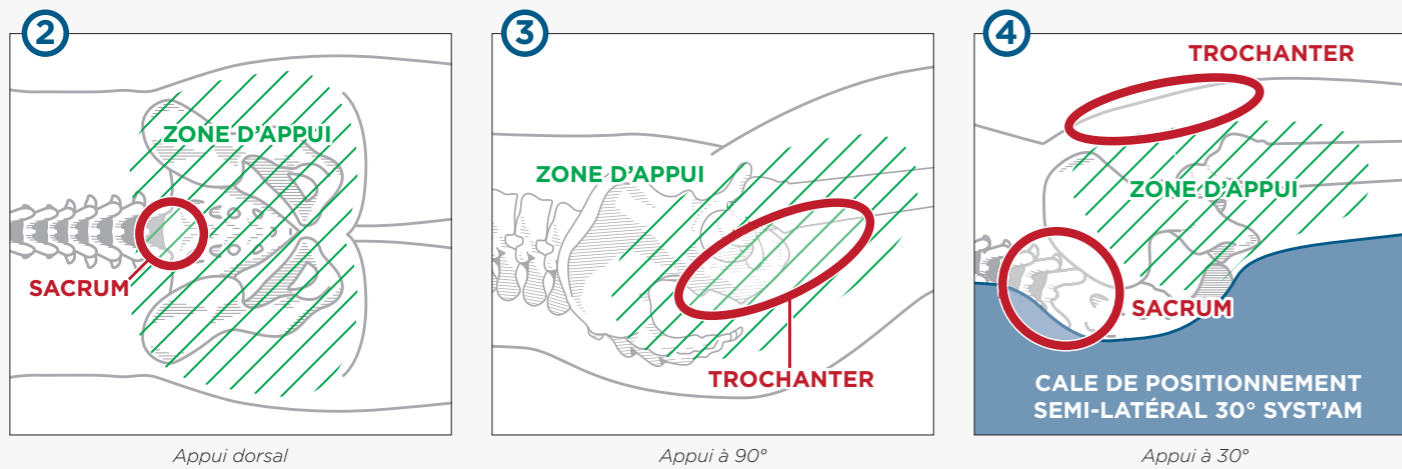 2
ZONE D'APPUI
SACRUM
Appui dorsal
3
ZONE D'APPUI
TROCHANTER
Appui à 90°
4
TROCHANTER
ZONE D'APPUI
SACRUM
CALE DE POSITIONNEMENT
SEMI-LATÉRAL 30° SYST'AM
Appui à 30°